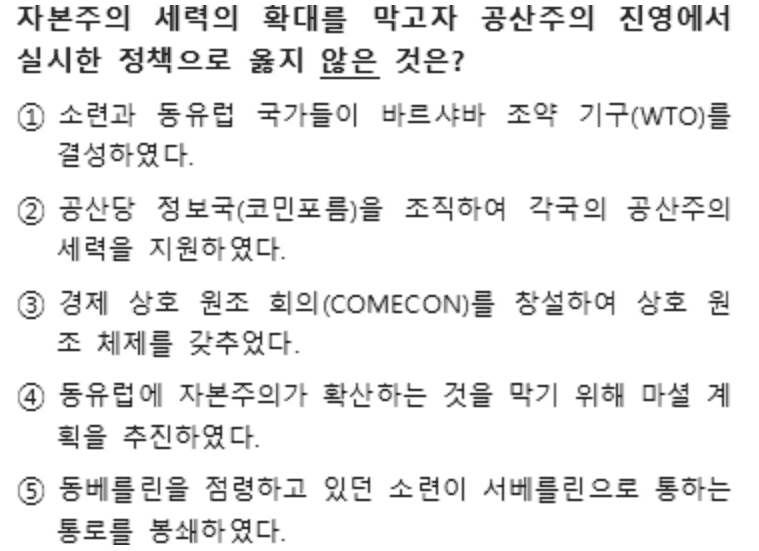 자본주의 세력의 확대를 막고자 공산주의 진영에서
실시한 정책으로 옳지 않은 것은?
① 소련과 동유럽 국가들이 바르샤바 조약 기구(WTO)를
결성하였다.
② 공산당 정보국(코민포름)을 조직하여 각국의 공산주의
세력을 지원하였다.
③ 경제 상호 원조 회의(COMECON)를 창설하여 상호 원
조 체제를 갖추었다.
④ 동유럽에 자본주의가 확산하는 것을 막기 위해 마셜 계
획을 추진하였다.
⑤ 동베를린을 점령하고 있던 소련이 서베를린으로 통하는
통로를 봉쇄하였다.